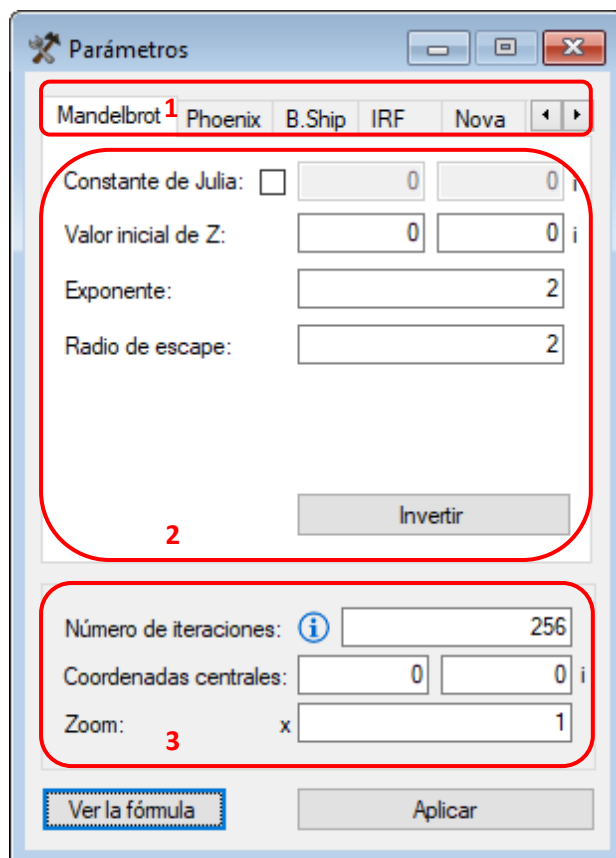 Parámetros
Mandelbrot 1 Phoenix B.Ship IRF Nova
Constante de Julia: 0 0 i
Valor inicial de Z: 0 0 i
Exponente: 2
Radio de escape: 2
Invertir
2
Número de iteraciones: i 256
Coordenadas centrales: 0 0 i
Zoom: x 1
3
Ver la fórmula Aplicar